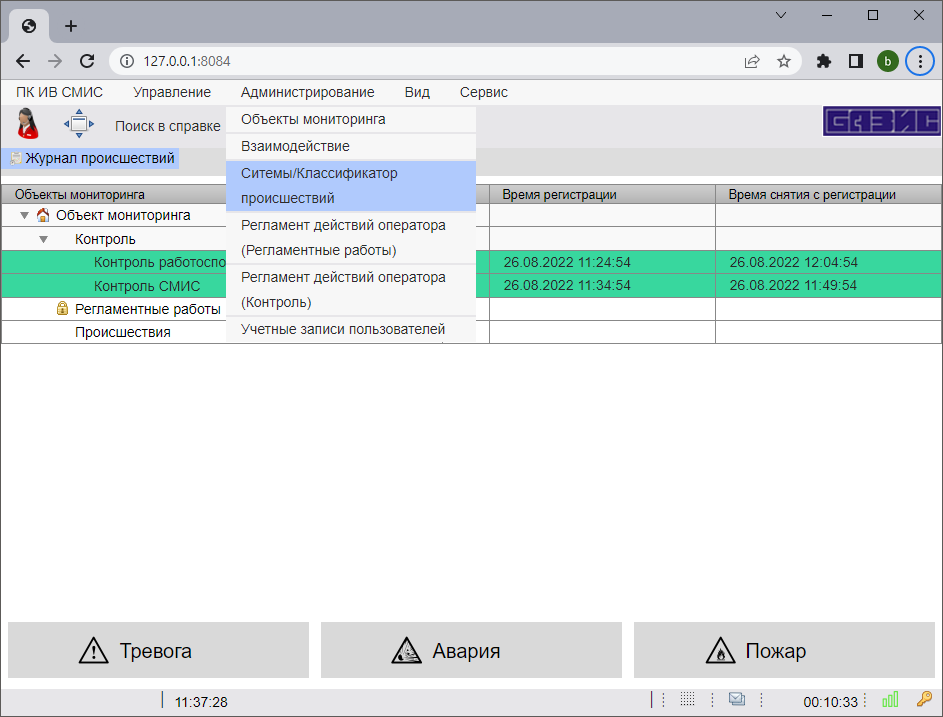 127.0.0.1:8084
b
ПК ИВ СМИС Управление Администрирование Вид Сервис
Поиск в справке
БАЗИС
Журнал происшествий
Объекты мониторинга
Взаимодействие
Ситемы/Классификатор
происшествий
Регламент действий оператора
(Регламентные работы)
Регламент действий оператора
(Контроль)
Учетные записи пользователей
Объекты мониторинга Время регистрации Время снятия с регистрации
Объект мониторинга
Контроль
Контроль работоспо 26.08.2022 11:24:54 26.08.2022 12:04:54
Контроль СМИС 26.08.2022 11:34:54 26.08.2022 11:49:54
Регламентные работы
Происшествия
Тревога Авария Пожар
11:37:28 00:10:33